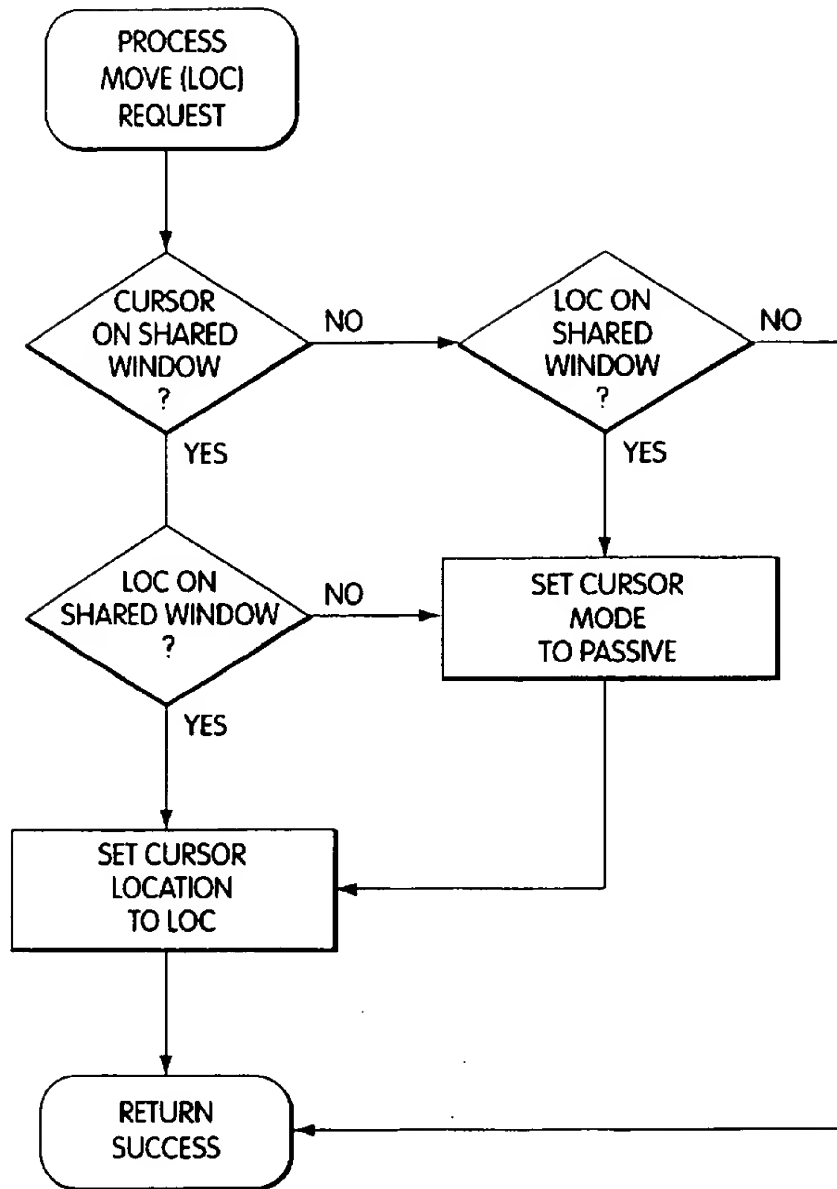 PROCESS
MOVE (LOC)
REQUEST
CURSOR
ON SHARED
WINDOW
?
NO
LOC ON
SHARED
WINDOW
?
NO
YES
YES
LOC ON
SHARED WINDOW
?
NO
SET CURSOR
MODE
TO PASSIVE
YES
SET CURSOR
LOCATION
TO LOC
RETURN
SUCCESS